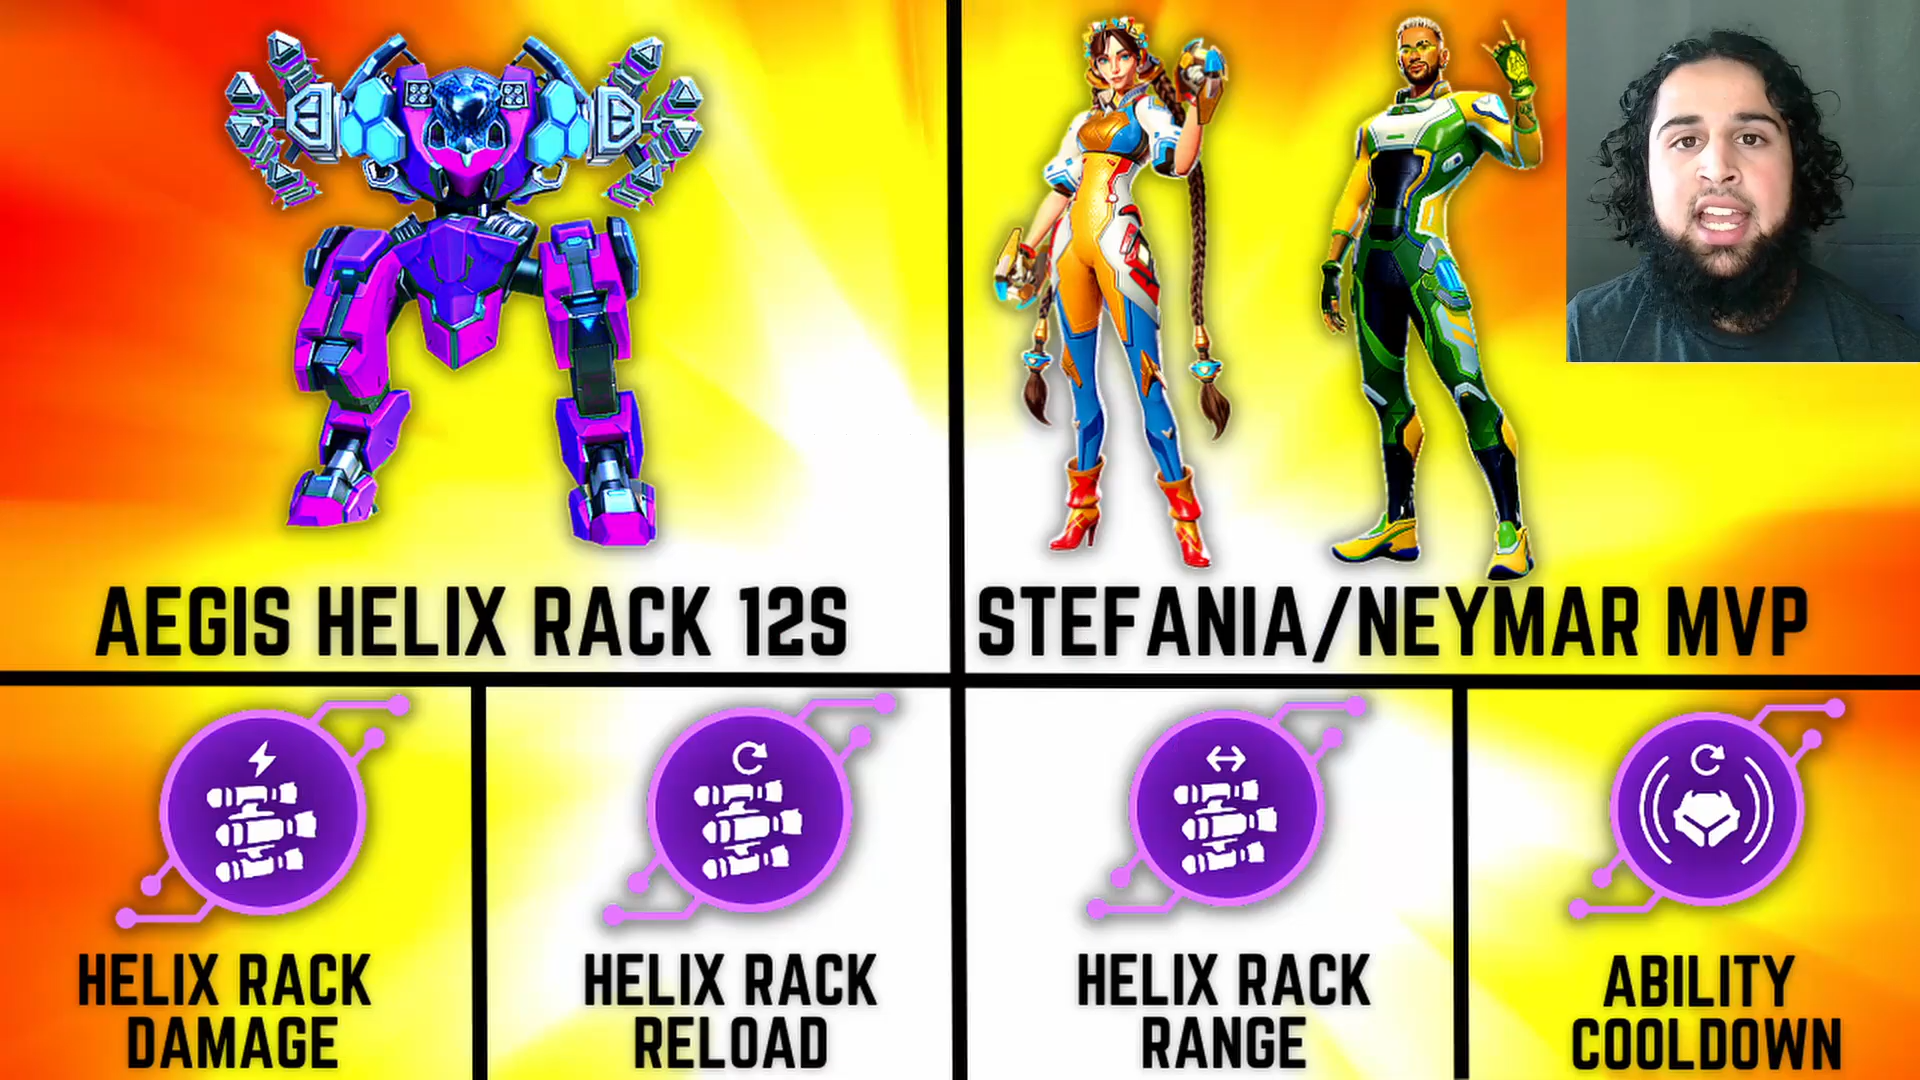 AEGIS HELIX RACK 12S
STEFANIA/NEYMAR MVP
HELIX RACK
DAMAGE
HELIX RACK
RELOAD
HELIX RACK
RANGE
ABILITY
COOLDOWN